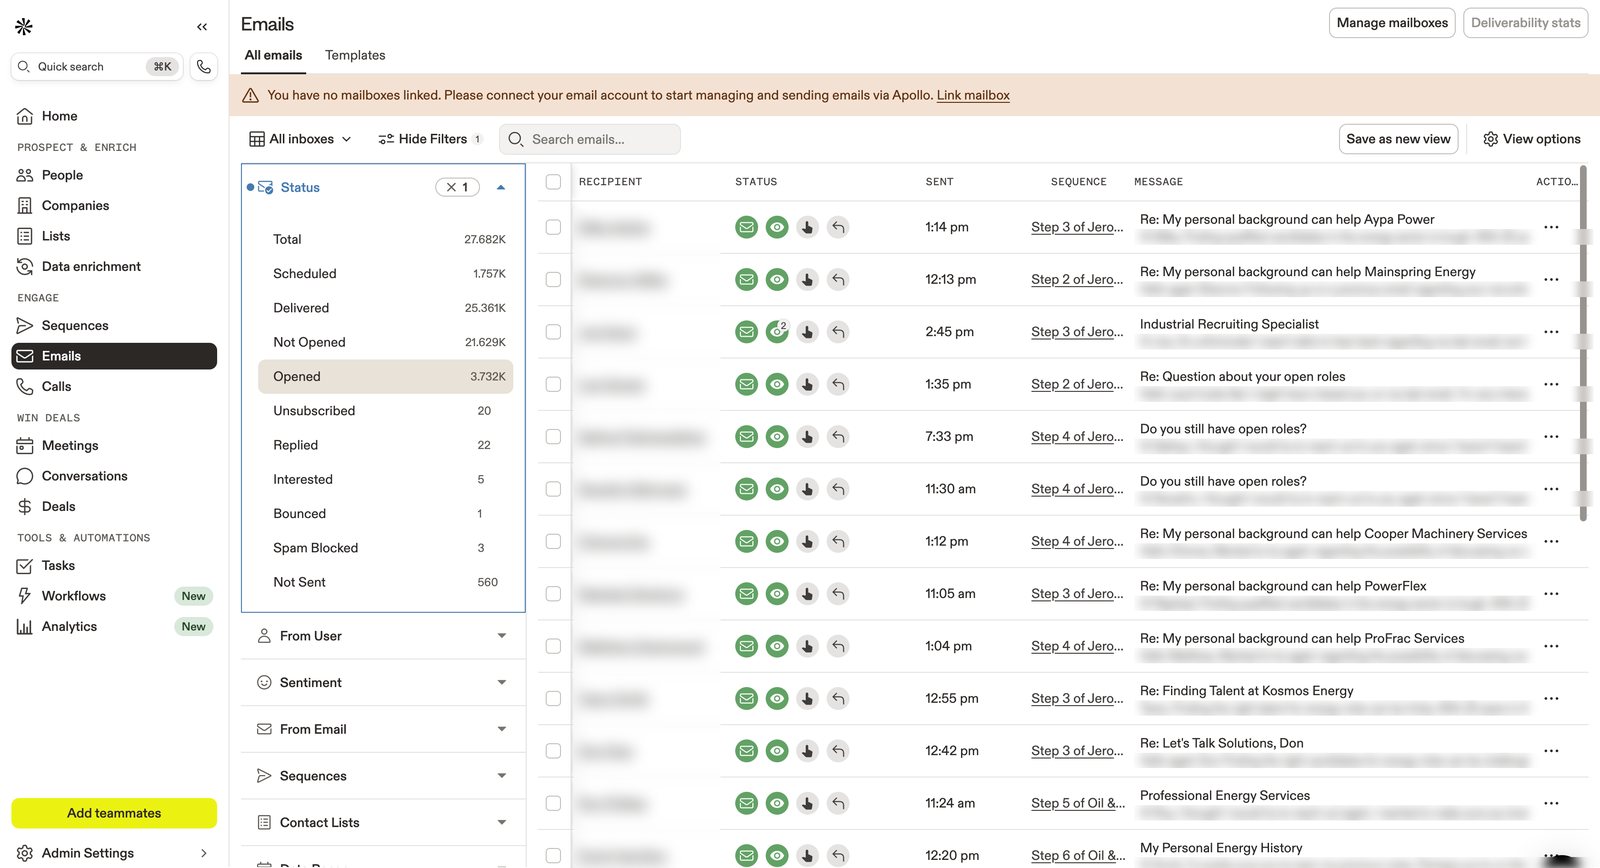 Emails
Manage mailboxes
Deliverability stats
Quick search
⌘K
All emails
Templates
You have no mailboxes linked. Please connect your email account to start managing and sending emails via Apollo. Link mailbox
Home
PROSPECT & ENRICH
People
Companies
Lists
Data enrichment
ENGAGE
Sequences
Emails
Calls
WIN DEALS
Meetings
Conversations
Deals
TOOLS & AUTOMATIONS
Tasks
Workflows New
Analytics New
Add teammates
Admin Settings
All inboxes
Hide Filters 1
Search emails...
Save as new view
View options
Status
1
Total 27.682K
Scheduled 1.757K
Delivered 25.361K
Not Opened 21.629K
Opened 3.732K
Unsubscribed 20
Replied 22
Interested 5
Bounced 1
Spam Blocked 3
Not Sent 560
From User
Sentiment
From Email
Sequences
Contact Lists
RECIPIENT STATUS SENT SEQUENCE MESSAGE ACTIO...
1:14 pm Step 3 of Jero... Re: My personal background can help Aypa Power
12:13 pm Step 2 of Jero... Re: My personal background can help Mainspring Energy
2 2:45 pm Step 3 of Jero... Industrial Recruiting Specialist
1:35 pm Step 2 of Jero... Re: Question about your open roles
7:33 pm Step 4 of Jero... Do you still have open roles?
11:30 am Step 4 of Jero... Do you still have open roles?
1:12 pm Step 4 of Jero... Re: My personal background can help Cooper Machinery Services
11:05 am Step 3 of Jero... Re: My personal background can help PowerFlex
1:04 pm Step 4 of Jero... Re: My personal background can help ProFrac Services
12:55 pm Step 3 of Jero... Re: Finding Talent at Kosmos Energy
12:42 pm Step 3 of Jero... Re: Let's Talk Solutions, Don
11:24 am Step 5 of Oil &... Professional Energy Services
12:20 pm Step 6 of Oil &... My Personal Energy History